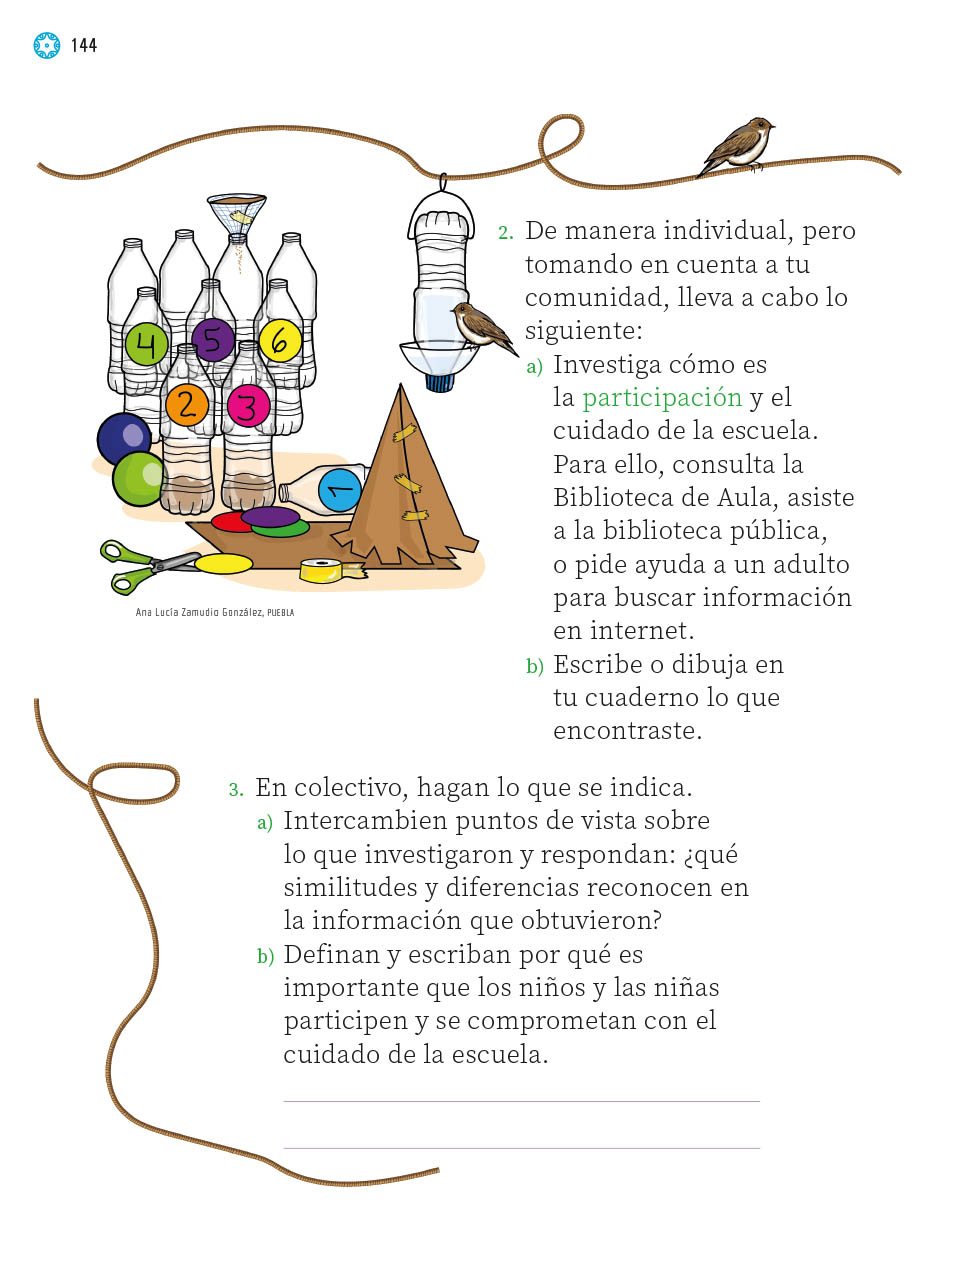 144
4
5
6
2
3
1
Ana Lucía Zamudio González, PUEBLA
2. De manera individual, pero
tomando en cuenta a tu
comunidad, lleva a cabo lo
siguiente:
a) Investiga cómo es
la participación y el
cuidado de la escuela.
Para ello, consulta la
Biblioteca de Aula, asiste
a la biblioteca pública,
o pide ayuda a un adulto
para buscar información
en internet.
b) Escribe o dibuja en
tu cuaderno lo que
encontraste.
3. En colectivo, hagan lo que se indica.
a) Intercambien puntos de vista sobre
lo que investigaron y respondan: ¿qué
similitudes y diferencias reconocen en
la información que obtuvieron?
b) Definan y escriban por qué es
importante que los niños y las niñas
participen y se comprometan con el
cuidado de la escuela.